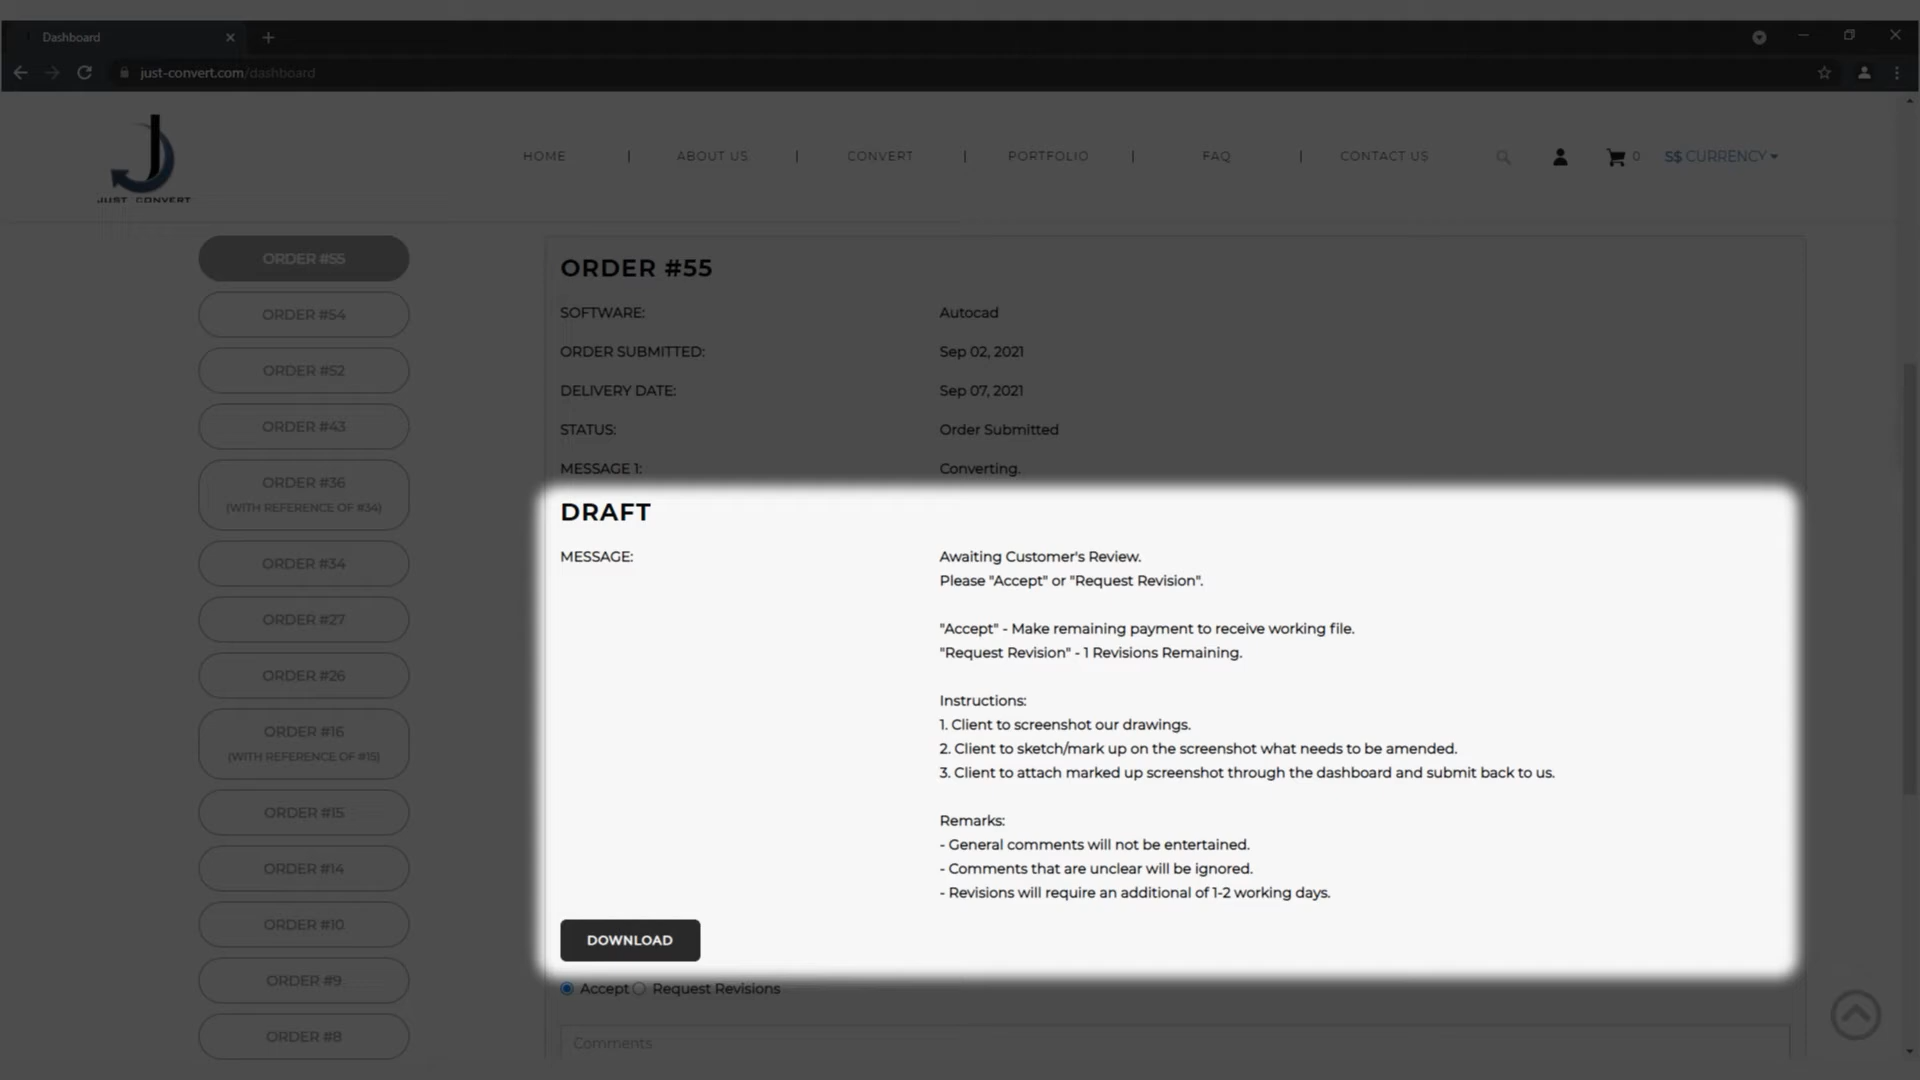 Dashboard
just-convert.com/dashboard
J
JUST CONVERT
HOME | ABOUT US | CONVERT | PORTFOLIO | FAQ | CONTACT US 0 S$ CURRENCY
ORDER #55
ORDER #54
ORDER #52
ORDER #43
ORDER #36
(WITH REFERENCE OF #34)
ORDER #34
ORDER #27
ORDER #26
ORDER #16
(WITH REFERENCE OF #15)
ORDER #15
ORDER #14
ORDER #10
ORDER #9
ORDER #8
ORDER #55
SOFTWARE: Autocad
ORDER SUBMITTED: Sep 02, 2021
DELIVERY DATE: Sep 07, 2021
STATUS: Order Submitted
MESSAGE 1: Converting.
DRAFT
MESSAGE: Awaiting Customer's Review.
Please "Accept" or "Request Revision".
"Accept" - Make remaining payment to receive working file.
"Request Revision" - 1 Revisions Remaining.
Instructions:
1. Client to screenshot our drawings.
2. Client to sketch/mark up on the screenshot what needs to be amended.
3. Client to attach marked up screenshot through the dashboard and submit back to us.
Remarks:
- General comments will not be entertained.
- Comments that are unclear will be ignored.
- Revisions will require an additional of 1-2 working days.
DOWNLOAD
Accept Request Revisions
Comments